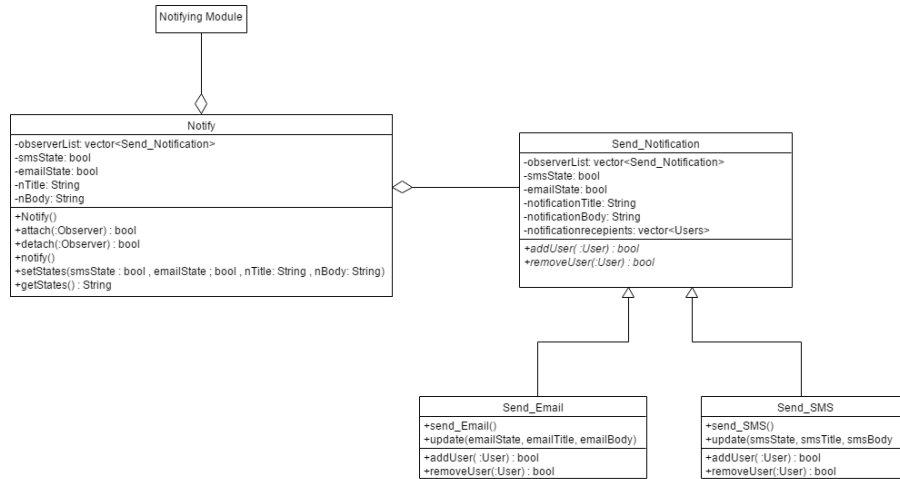 Notifying Module
Notify
-observerList: vector<Send_Notification>
-smsState: bool
-emailState: bool
-nTitle: String
-nBody: String
+Notify()
+attach(:Observer) : bool
+detach(:Observer) : bool
+notify()
+setStates(smsState : bool , emailState ; bool , nTitle: String , nBody: String)
+getStates() : String
Send_Notification
-observerList: vector<Send_Notification>
-smsState: bool
-emailState: bool
-notificationTitle: String
-notificationBody: String
-notificationrecepients: vector<Users>
+addUser( :User) : bool
+removeUser(:User) : bool
Send_Email
+send_Email()
+update(emailState, emailTitle, emailBody)
+addUser( :User) : bool
+removeUser(:User) : bool
Send_SMS
+send_SMS()
+update(smsState, smsTitle, smsBody
+addUser( :User) : bool
+removeUser(:User) : bool